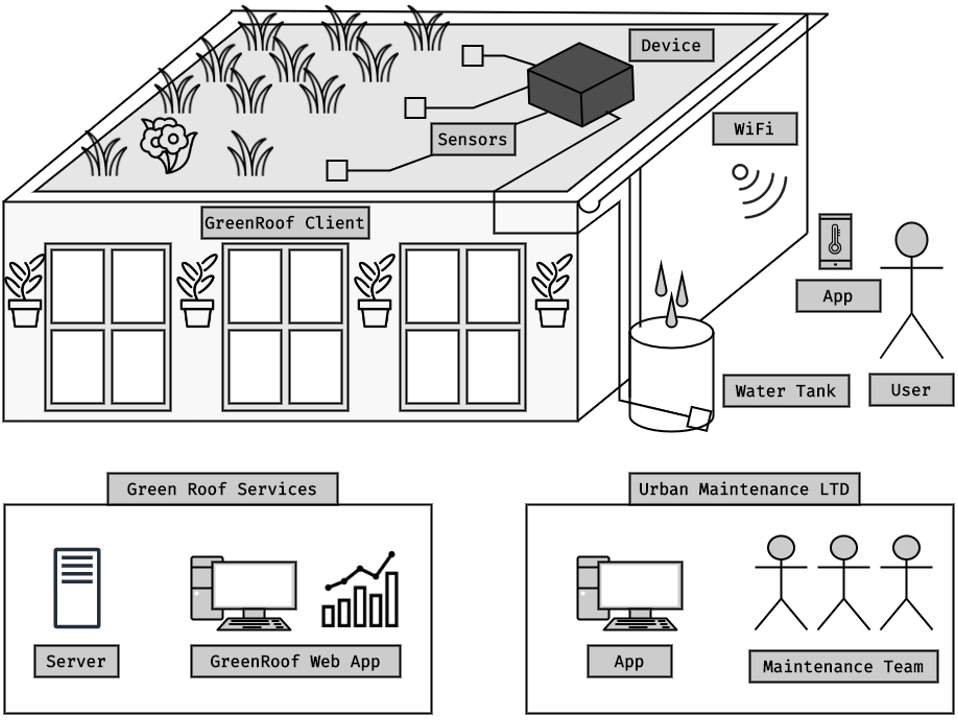 Device
WiFi
Sensors
GreenRoof Client
App
Water Tank
User
Green Roof Services
Urban Maintenance LTD
Server
GreenRoof Web App
App
Maintenance Team